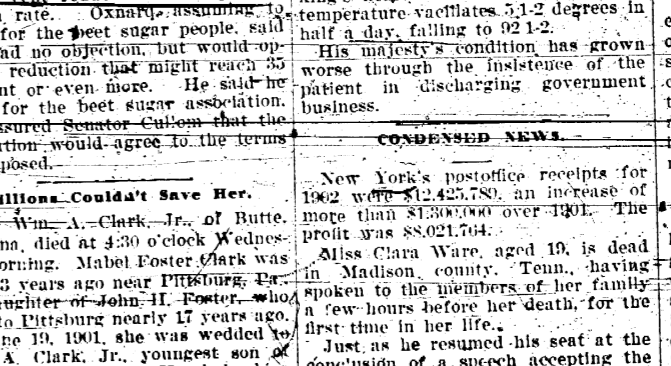 rate. Oxnard, assuming
for the beet sugar people, said
ad no objection, but would op-
reduction that might reach 35
nt or even more. He said he
for the beet sugar association.
ssured Senator Cullom that the
ation would agree to the terms
posed.
illions Couldn't Save Her.
Wm. A. Clark, Jr., of Butte,
na, died at 4:30 o'clock Wednes-
orning. Mabel Foster Clark was
3 years ago near Pittsburg, Pa.,
aughter of John H. Foster, who
to Pittsburg nearly 17 years ago.
ne 19, 1901, she was wedded to
A. Clark, Jr., youngest son of
temperature vacillates 5 1-2 degrees in
half a day, falling to 92 1-2.
His majesty's condition has grown
worse through the insistence of the
patient in discharging government
business.
CONDENSED NEWS.
New York's postoffice receipts for
1902 were $12,425,789, an increase of
more than $1,300,000 over 1901. The
profit was $8,021,764.
Miss Clara Ware, aged 19, is dead
in Madison county, Tenn., having
spoken to the members of her family
a few hours before her death, for the
first time in her life.
Just as he resumed his seat at the
conclusion of a speech accepting the